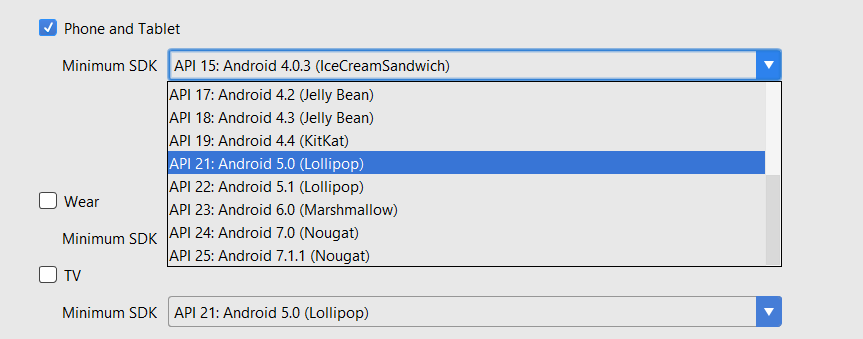 Phone and Tablet
Minimum SDK API 15: Android 4.0.3 (IceCreamSandwich)
API 17: Android 4.2 (Jelly Bean)
API 18: Android 4.3 (Jelly Bean)
API 19: Android 4.4 (KitKat)
API 21: Android 5.0 (Lollipop)
API 22: Android 5.1 (Lollipop)
Wear
API 23: Android 6.0 (Marshmallow)
API 24: Android 7.0 (Nougat)
Minimum SDK
API 25: Android 7.1.1 (Nougat)
TV
Minimum SDK API 21: Android 5.0 (Lollipop)